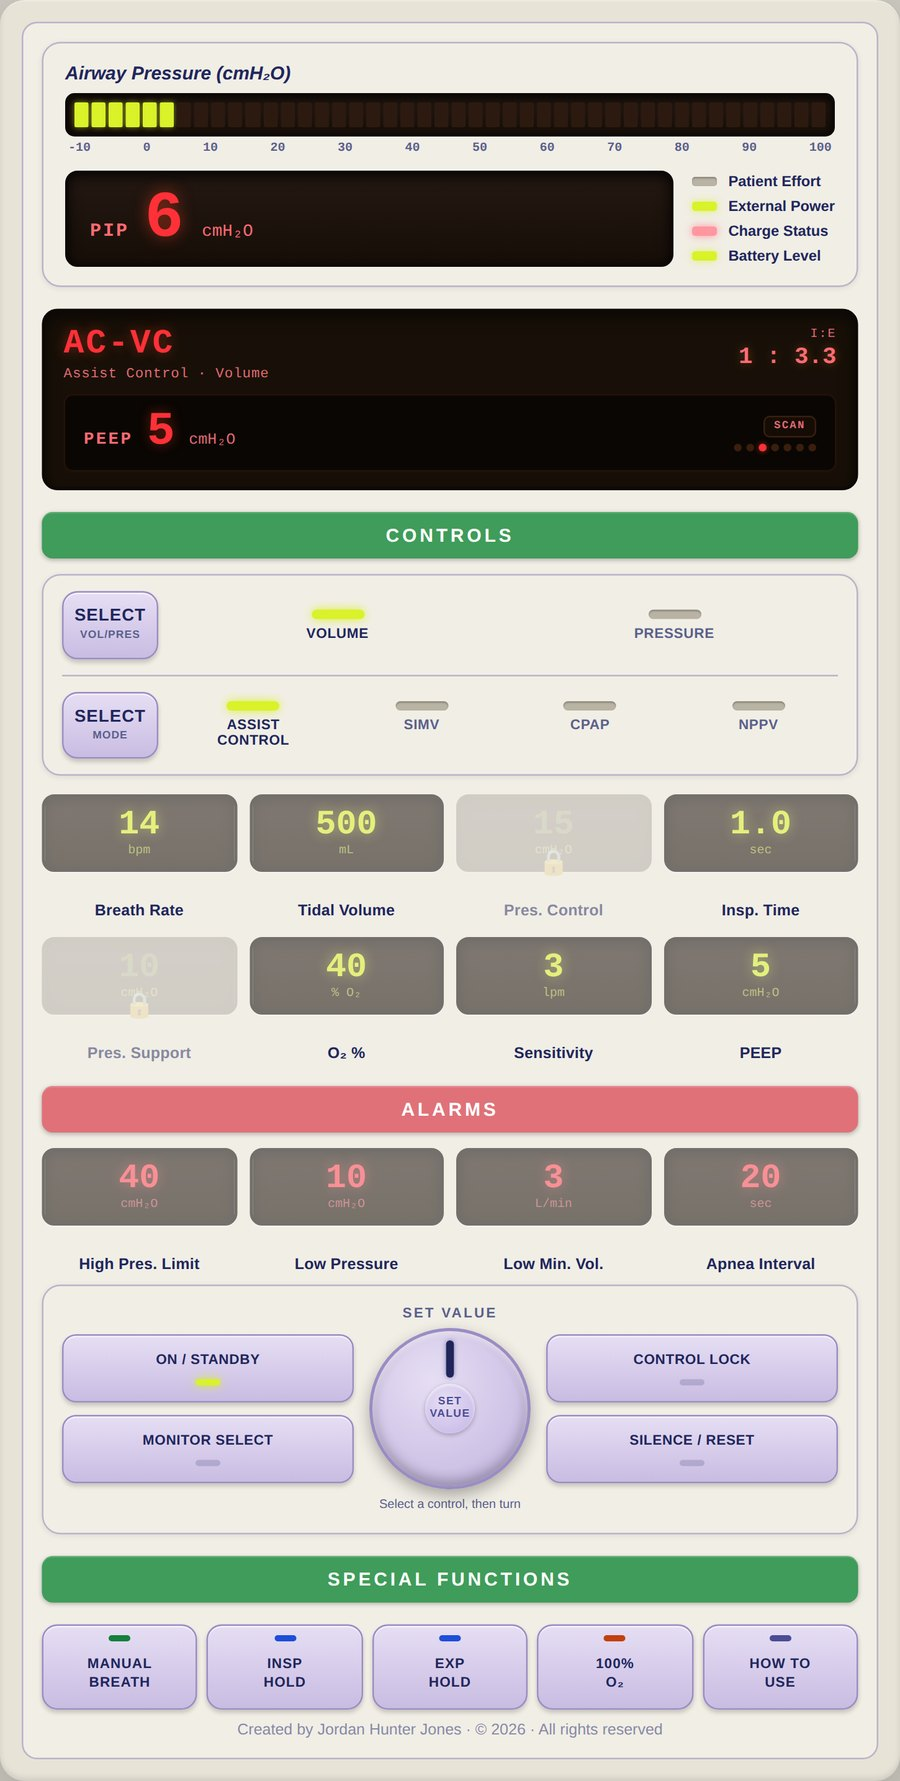 Airway Pressure (cmH₂O)
-10 0 10 20 30 40 50 60 70 80 90 100
PIP 6 cmH₂O
Patient Effort
External Power
Charge Status
Battery Level
AC-VC
Assist Control · Volume
I:E
1 : 3.3
PEEP 5 cmH₂O
SCAN
CONTROLS
SELECT
VOL/PRES
VOLUME
PRESSURE
SELECT
MODE
ASSIST
CONTROL
SIMV
CPAP
NPPV
14
bpm
Breath Rate
500
mL
Tidal Volume
15
cmH₂O
Pres. Control
1.0
sec
Insp. Time
10
cmH₂O
Pres. Support
40
% O₂
O₂ %
3
lpm
Sensitivity
5
cmH₂O
PEEP
ALARMS
40
cmH₂O
High Pres. Limit
10
cmH₂O
Low Pressure
3
L/min
Low Min. Vol.
20
sec
Apnea Interval
SET VALUE
ON / STANDBY
MONITOR SELECT
SET
VALUE
Select a control, then turn
CONTROL LOCK
SILENCE / RESET
SPECIAL FUNCTIONS
MANUAL
BREATH
INSP
HOLD
EXP
HOLD
100%
O₂
HOW TO
USE
Created by Jordan Hunter Jones · © 2026 · All rights reserved